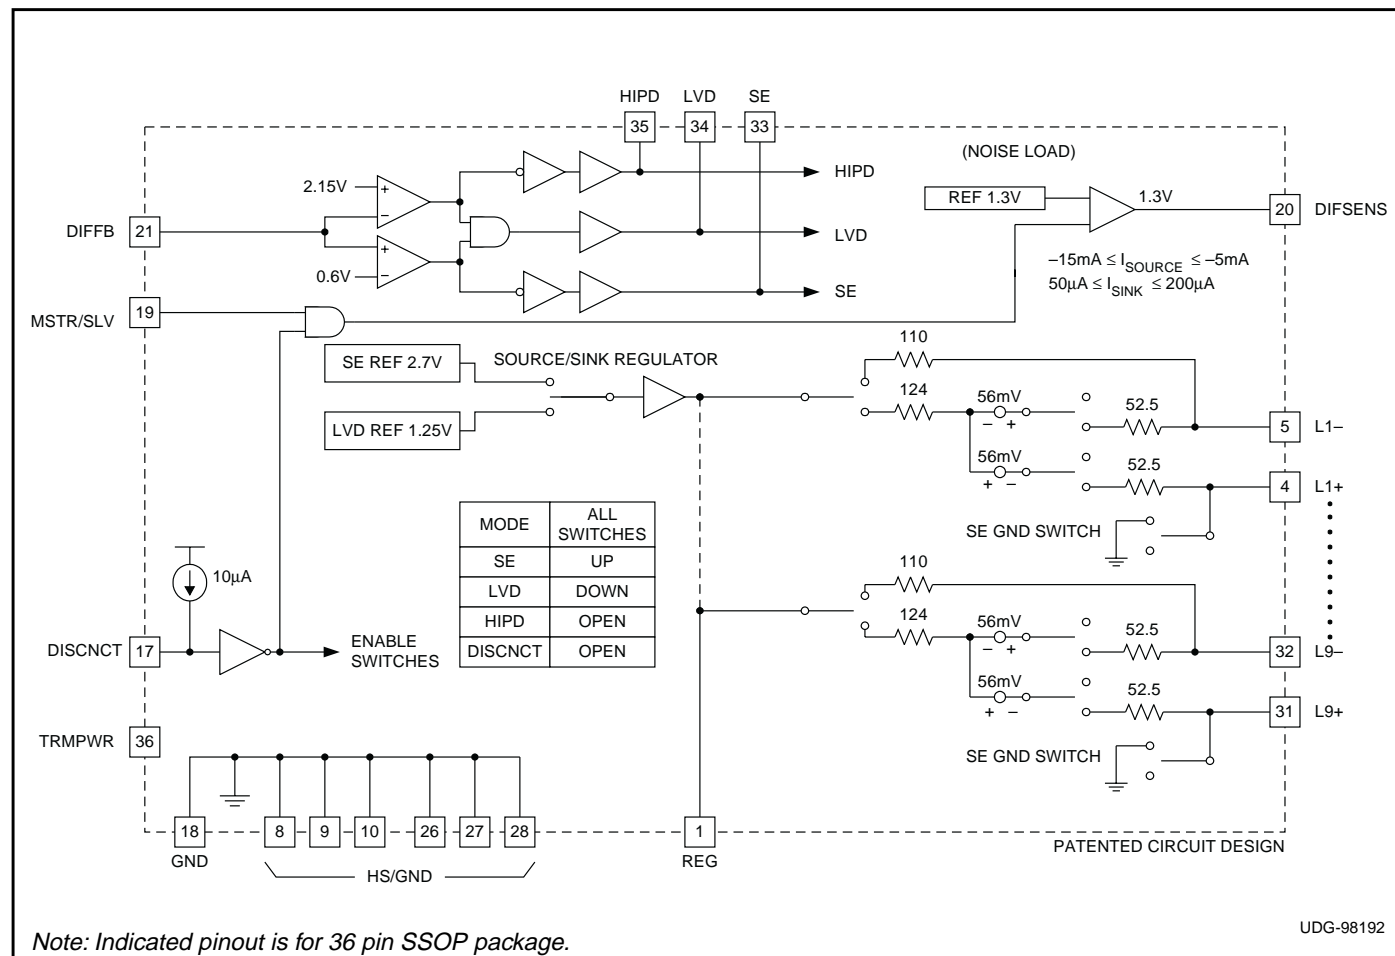 HIPD LVD SE
35 34 33
(NOISE LOAD)
2.15V
+
−
HIPD
REF 1.3V
1.3V
20 DIFSENS
DIFFB 21
LVD
+
−
0.6V
–15mA ≤ ISOURCE ≤ –5mA
50µA ≤ ISINK ≤ 200µA
SE
MSTR/SLV 19
SE REF 2.7V
SOURCE/SINK REGULATOR
LVD REF 1.25V
110
124
56mV
− +
52.5
5 L1–
56mV
+ −
52.5
4 L1+
SE GND SWITCH
MODE ALL SWITCHES
SE UP
LVD DOWN
HIPD OPEN
DISCNCT OPEN
10µA
DISCNCT 17
ENABLE
SWITCHES
110
124
56mV
− +
52.5
32 L9–
56mV
+ −
52.5
31 L9+
SE GND SWITCH
TRMPWR 36
18 8 9 10 26 27 28 1
GND
HS/GND
REG
PATENTED CIRCUIT DESIGN
Note: Indicated pinout is for 36 pin SSOP package.
UDG-98192